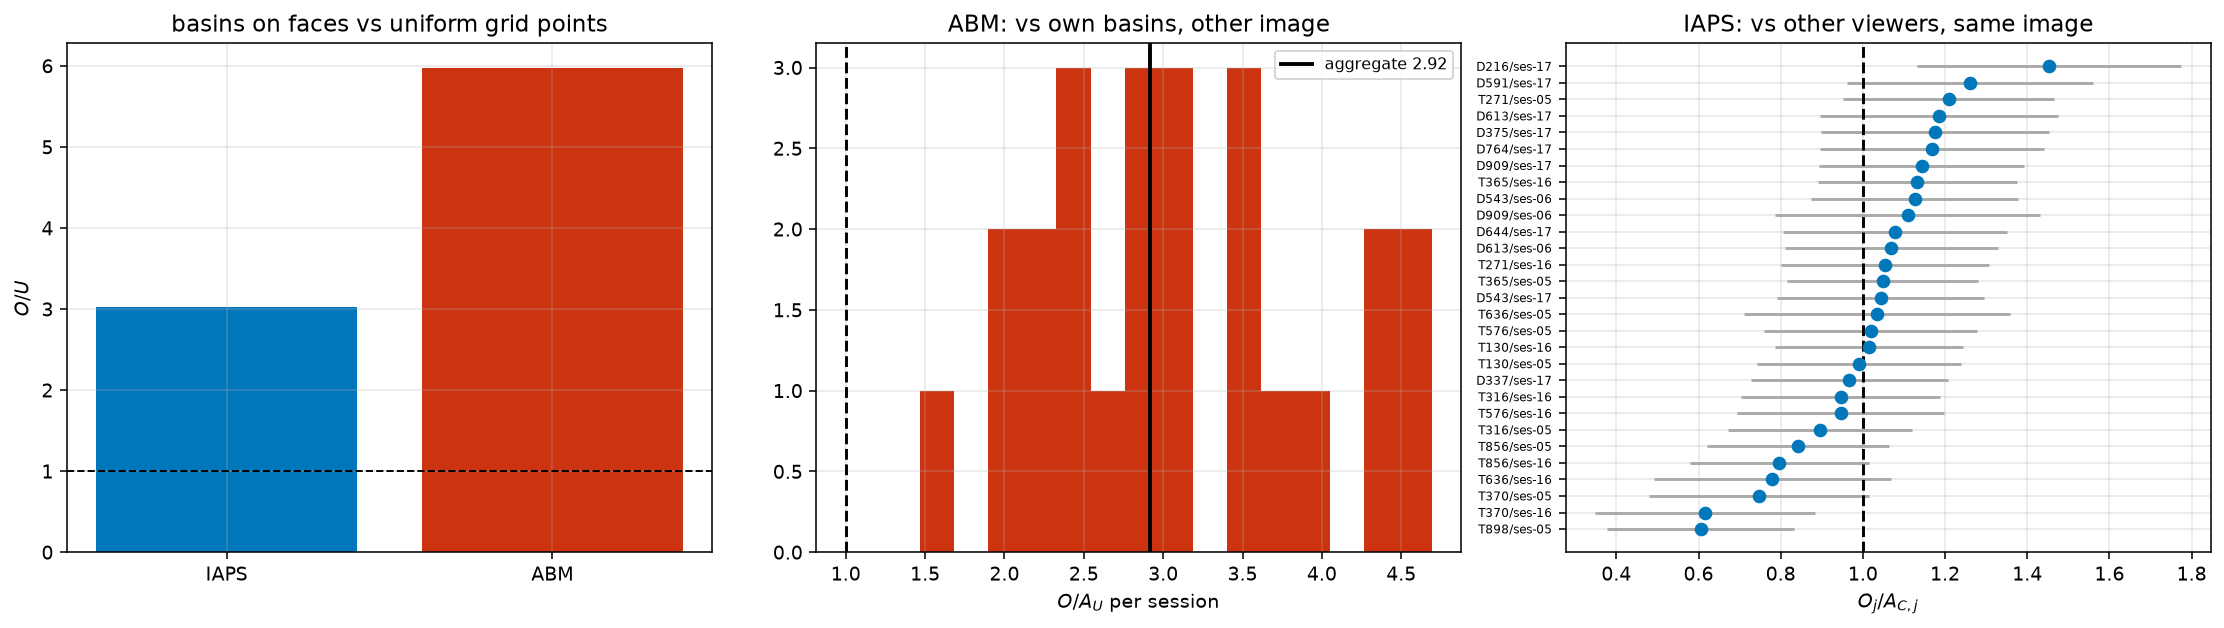 basins on faces vs uniform grid points
O/U
6
5
4
3
2
1
0
IAPS
ABM
ABM: vs own basins, other image
aggregate 2.92
3.0
2.5
2.0
1.5
1.0
0.5
0.0
1.0
1.5
2.0
2.5
3.0
3.5
4.0
4.5
O/A_U per session
IAPS: vs other viewers, same image
D216/ses-17
D591/ses-17
T271/ses-05
D613/ses-17
D375/ses-17
D764/ses-17
D909/ses-17
T365/ses-16
D543/ses-06
D909/ses-06
D644/ses-17
D613/ses-06
T271/ses-16
T365/ses-05
D543/ses-17
T636/ses-05
T576/ses-05
T130/ses-16
T130/ses-05
D337/ses-17
T316/ses-16
T576/ses-16
T316/ses-05
T856/ses-05
T856/ses-16
T636/ses-16
T370/ses-05
T370/ses-16
T898/ses-05
0.4
0.6
0.8
1.0
1.2
1.4
1.6
1.8
O_j/A_{C,j}